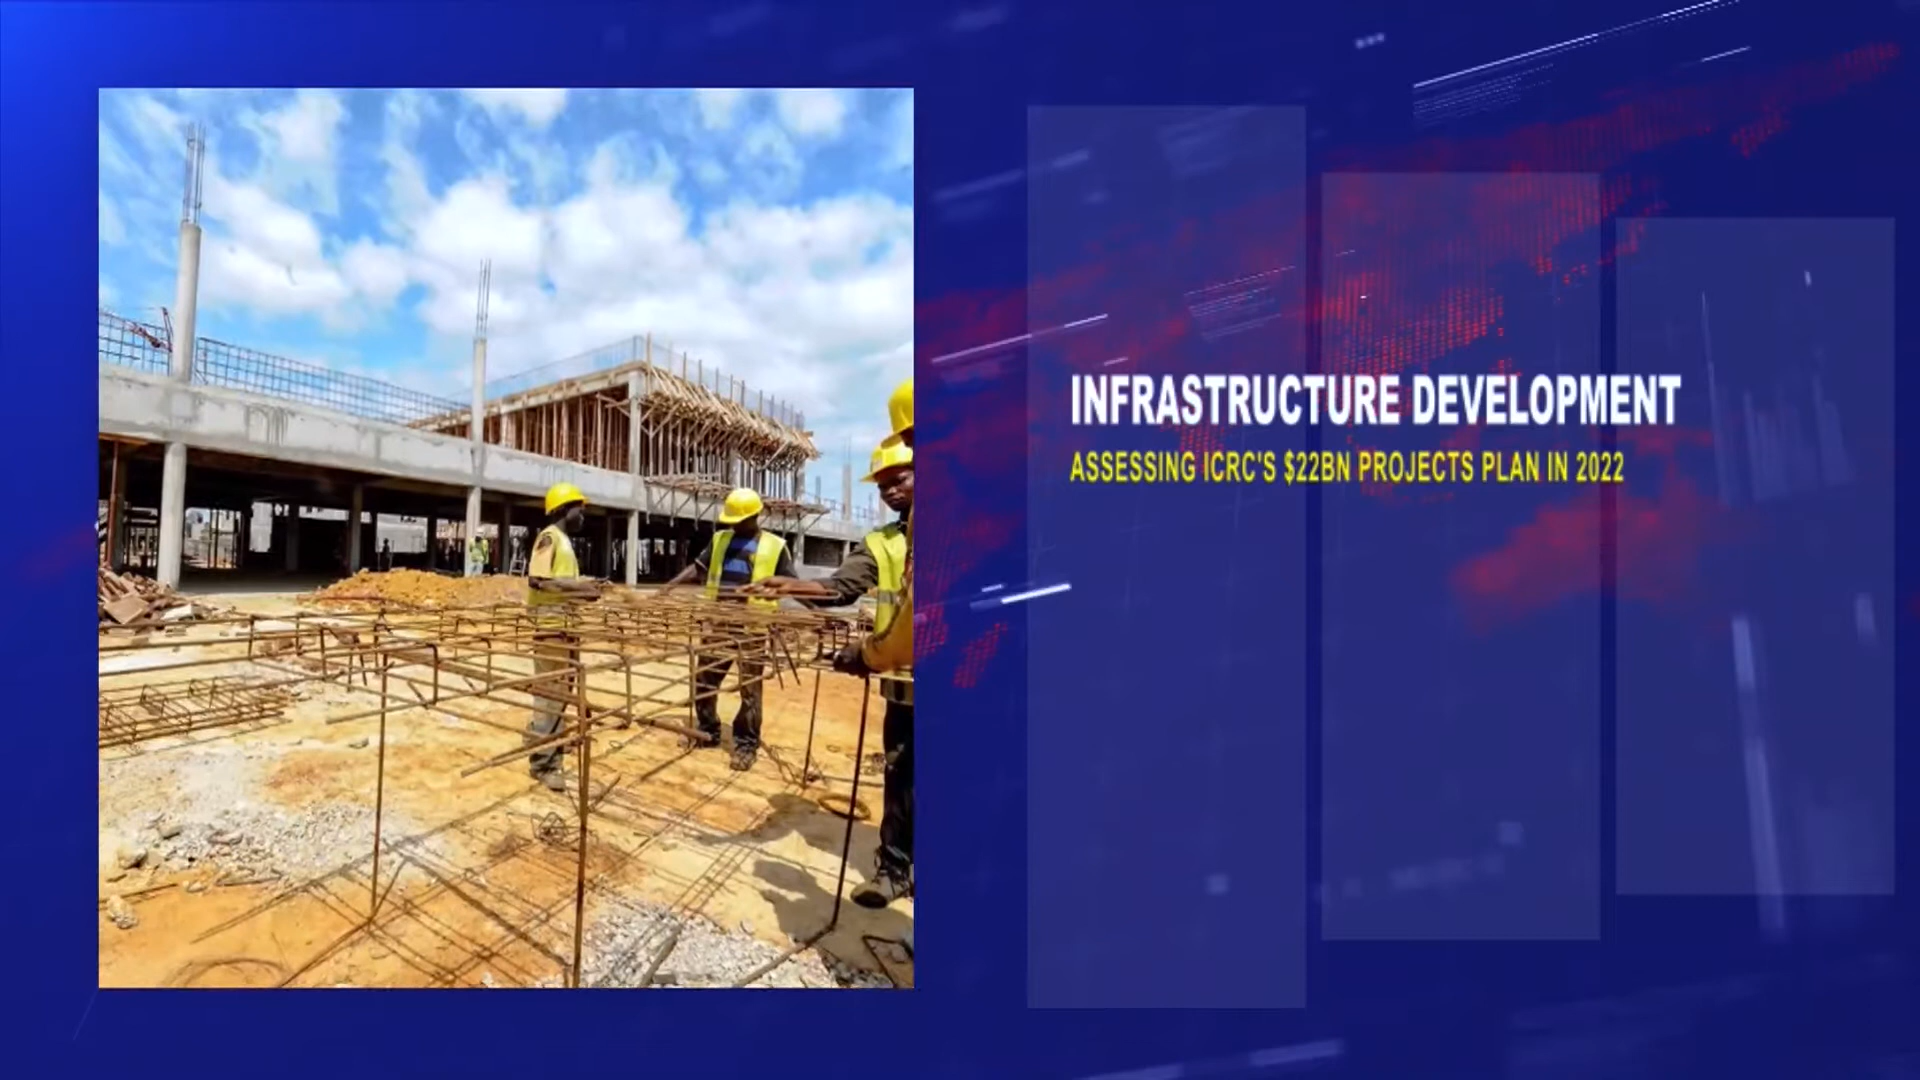 INFRASTRUCTURE DEVELOPMENT
ASSESSING ICRC'S $22BN PROJECTS PLAN IN 2022